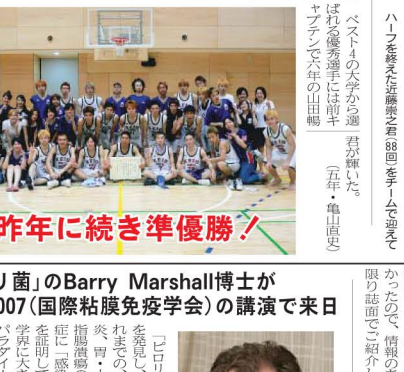 ハーフを終えた近藤崇之君(88回)をチームで迎えて
ベスト4の大学から選
ばれる優秀選手には前キ
ャプテンで六年の山田暢
君が輝いた。
(五年・亀山直史)
昨年に続き準優勝!
リ菌」のBarry Marshall博士が
007(国際粘膜免疫学会)の講演で来日
かったので、情報の
限り誌面でご紹介
「ピロリ
を発見し、
れまでの、
炎、胃・
指腸潰瘍
症に「感
を証明し
学界に大
パラダイ